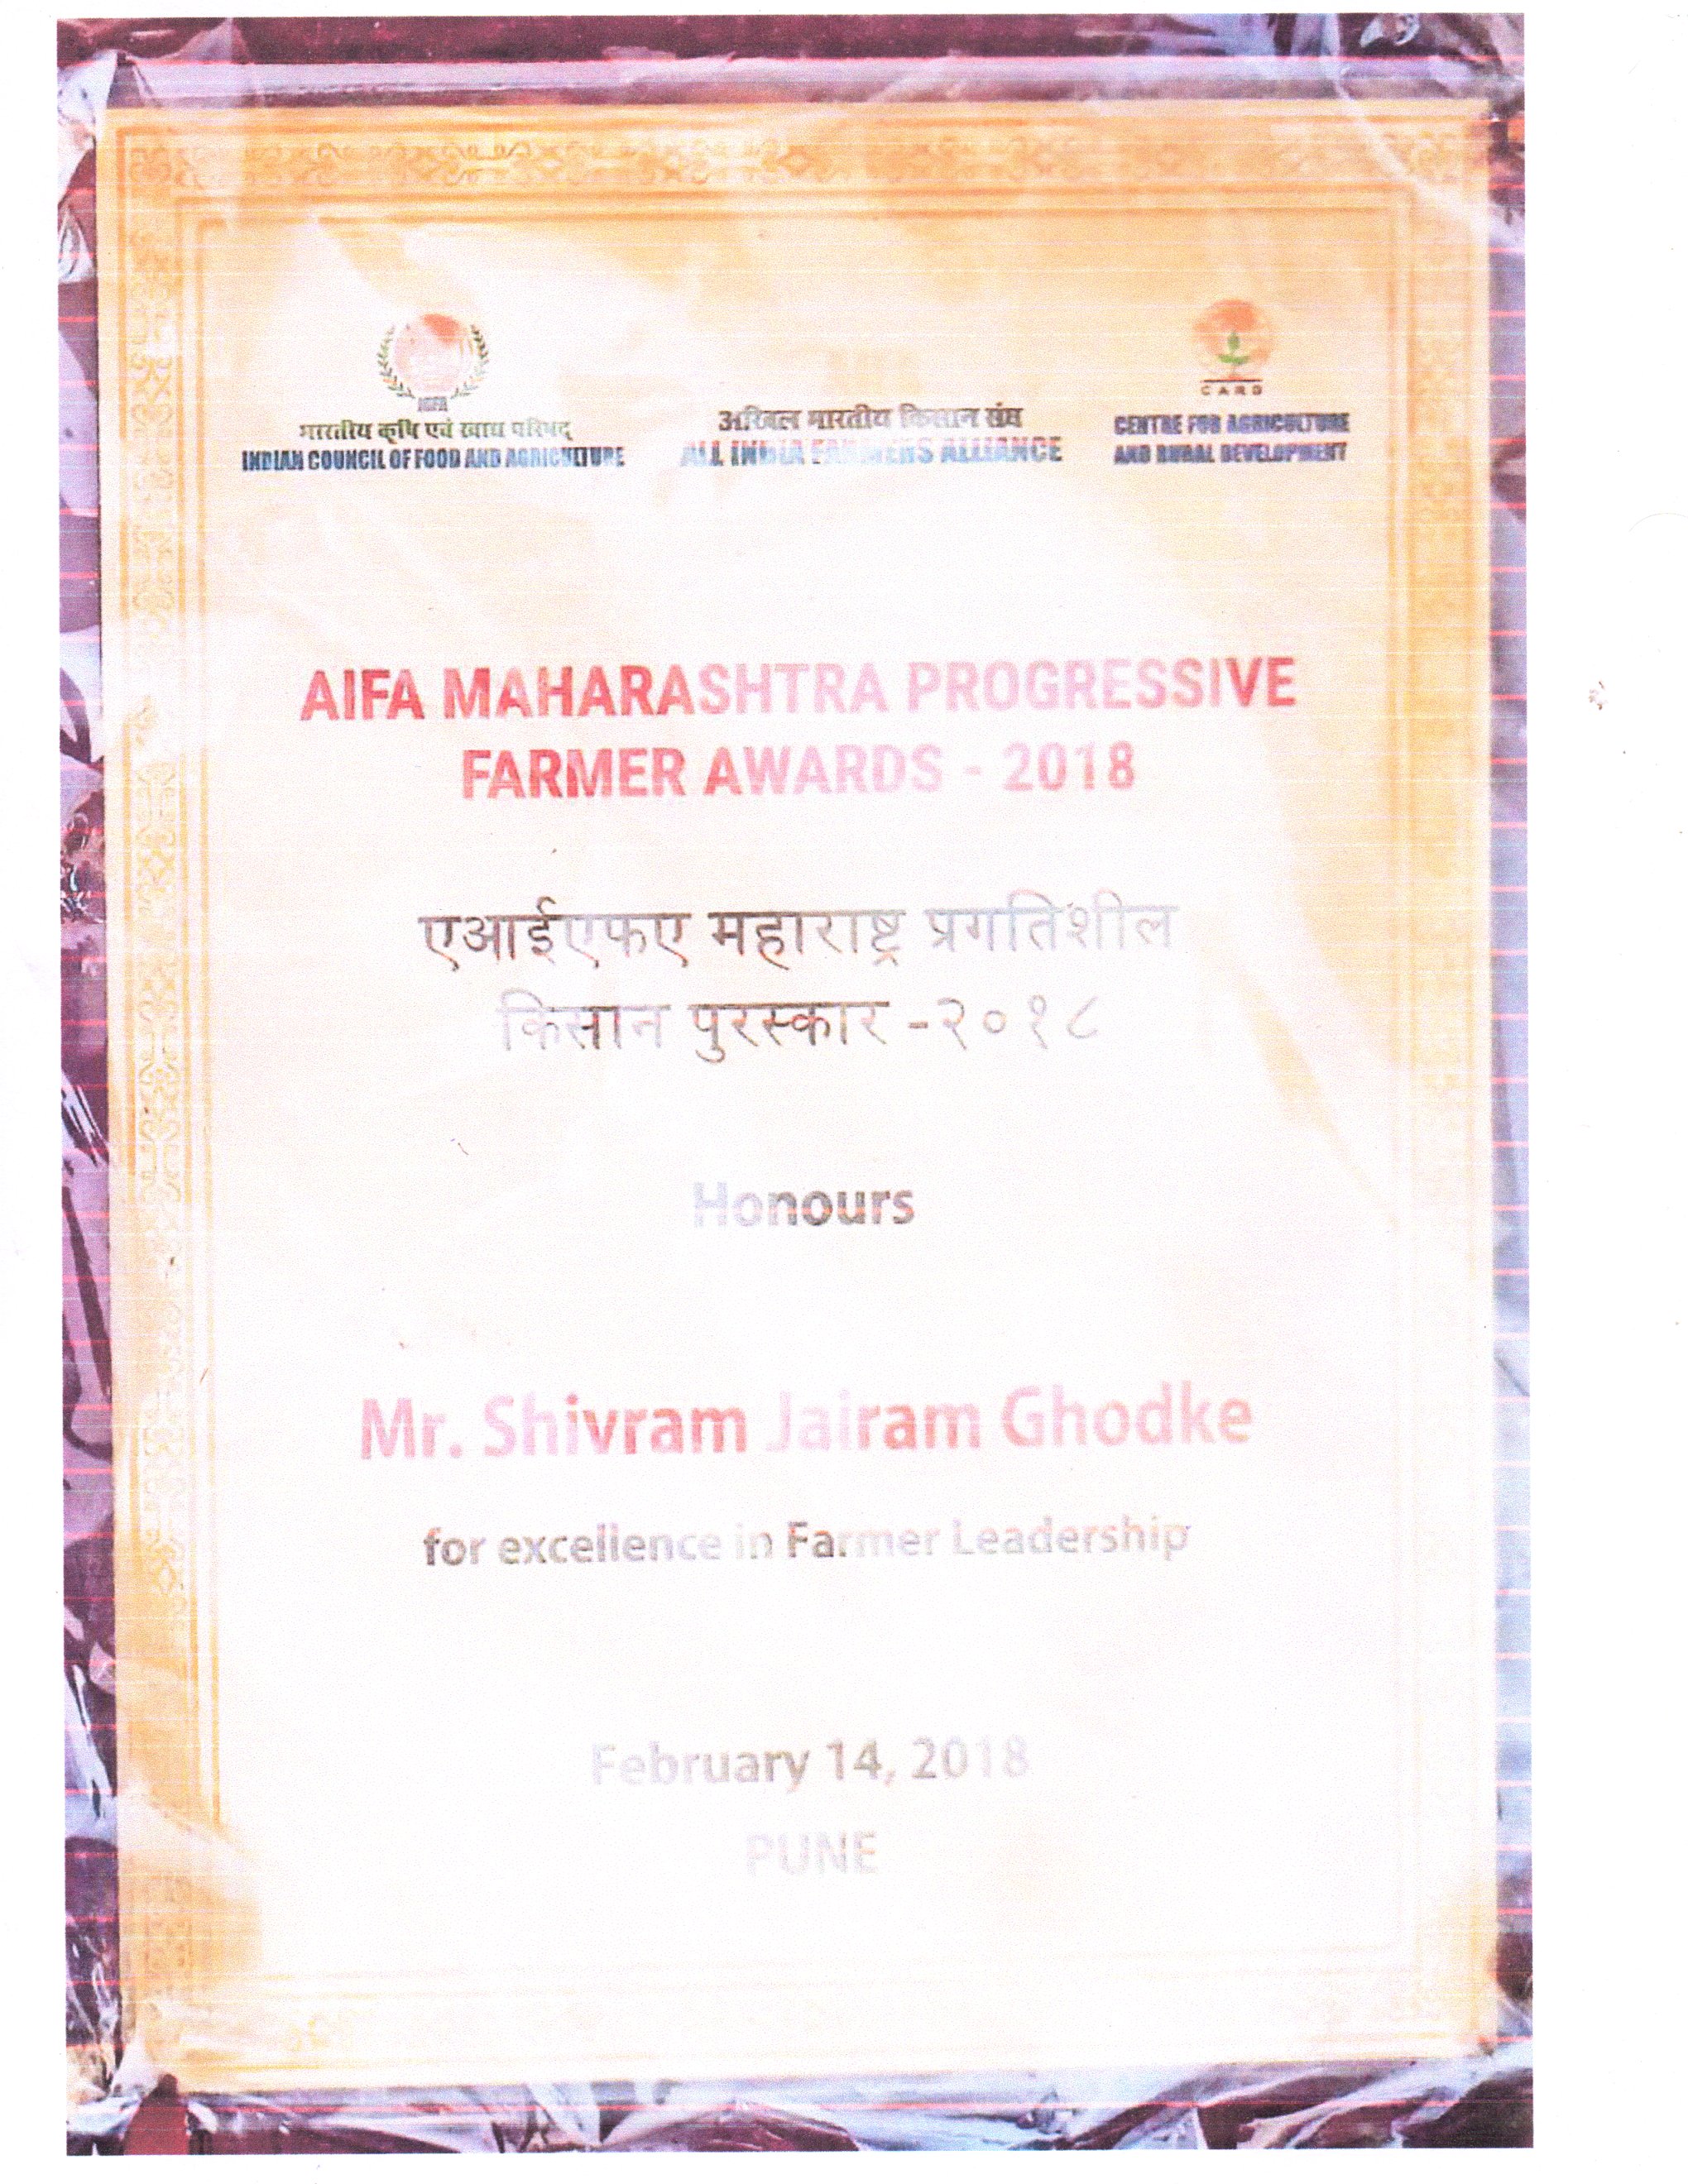 ICFA
भारतीय कृषि एवं खाद्य परिषद्
INDIAN COUNCIL OF FOOD AND AGRICULTURE
अखिल भारतीय किसान संघ
ALL INDIA FARMERS ALLIANCE
CARD
CENTRE FOR AGRICULTURE
AND RURAL DEVELOPMENT
AIFA MAHARASHTRA PROGRESSIVE
FARMER AWARDS - 2018
एआईएफए महाराष्ट्र प्रगतिशील
किसान पुरस्कार -२०१८
Honours
Mr. Shivram Jairam Ghodke
for excellence in Farmer Leadership
February 14, 2018
PUNE